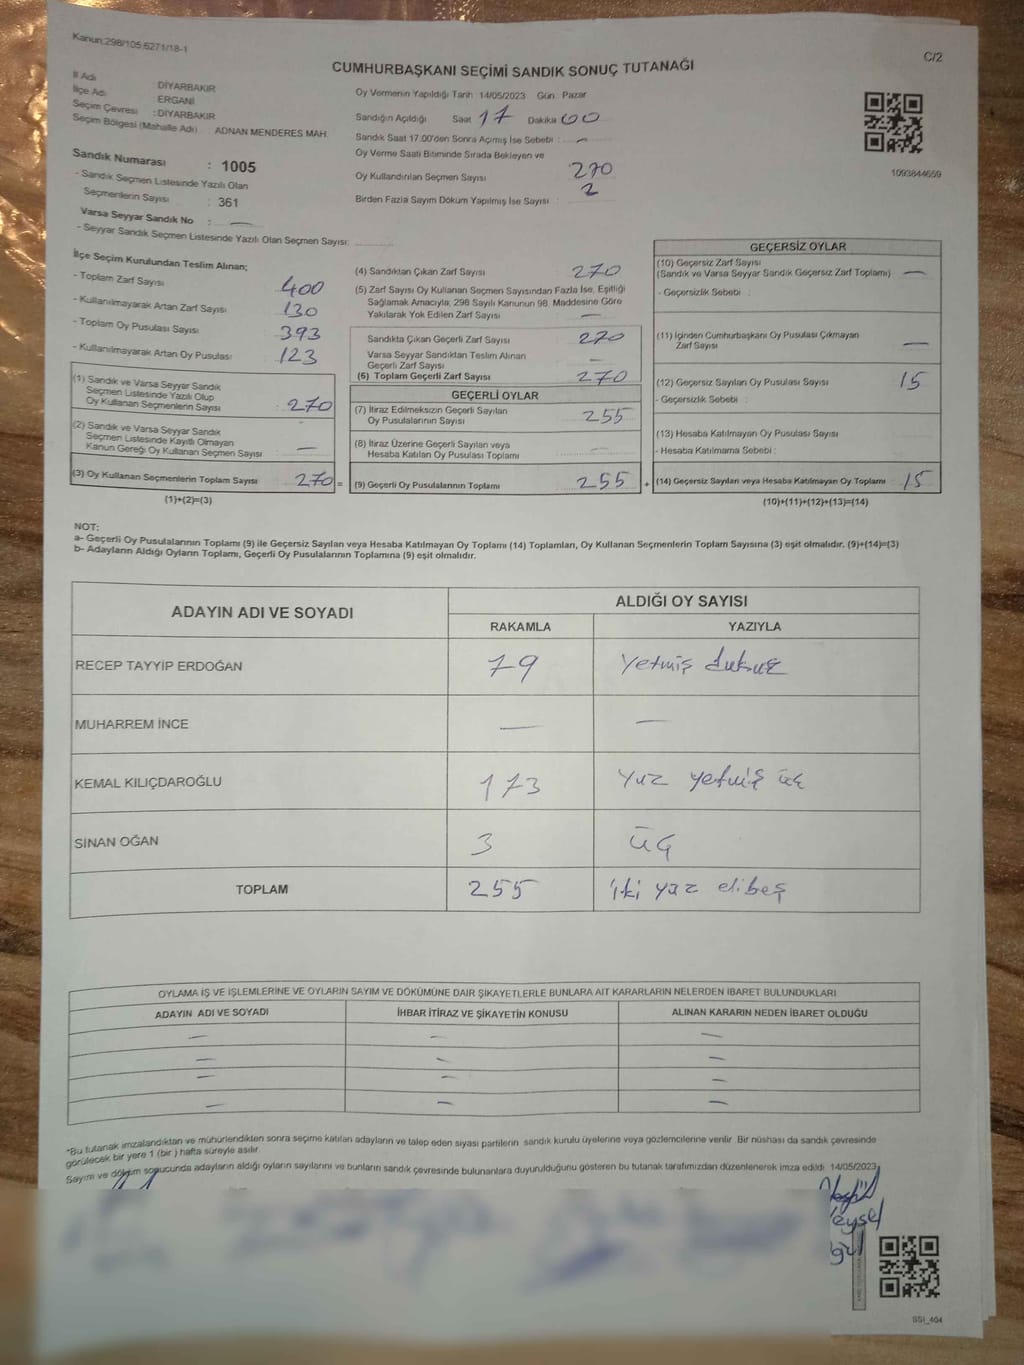 Kanun:298/105,6271/18-1
C/2
CUMHURBAŞKANI SEÇİMİ SANDIK SONUÇ TUTANAĞI
İl Adı : DİYARBAKIR
İlçe Adı : ERGANİ
Seçim Çevresi : DİYARBAKIR
Seçim Bölgesi (Mahalle Adı) : ADNAN MENDERES MAH.
Sandık Numarası : 1005
- Sandık Seçmen Listesinde Yazılı Olan
Seçmenlerin Sayısı : 361
Varsa Seyyar Sandık No : —
- Seyyar Sandık Seçmen Listesinde Yazılı Olan Seçmen Sayısı:
Oy Vermenin Yapıldığı Tarih 14/05/2023 Gün: Pazar
Sandığın Açıldığı Saat 17 Dakika 00
Sandık Saat 17:00'den Sonra Açılmış İse Sebebi : —
Oy Verme Saati Bitiminde Sırada Bekleyen ve
Oy Kullandırılan Seçmen Sayısı 270
Birden Fazla Sayım Döküm Yapılmış İse Sayısı 2
1093844659
İlçe Seçim Kurulundan Teslim Alınan;
- Toplam Zarf Sayısı 400
- Kullanılmayarak Artan Zarf Sayısı 130
- Toplam Oy Pusulası Sayısı 393
- Kullanılmayarak Artan Oy Pusulası 123
(1) Sandık ve Varsa Seyyar Sandık
Seçmen Listesinde Yazılı Olup
Oy Kullanan Seçmenlerin Sayısı 270
(2) Sandık ve Varsa Seyyar Sandık
Seçmen Listesinde Kayıtlı Olmayan
Kanun Gereği Oy Kullanan Seçmen Sayısı —
(3) Oy Kullanan Seçmenlerin Toplam Sayısı 270 =
(1)+(2)=(3)
(4) Sandıktan Çıkan Zarf Sayısı 270
(5) Zarf Sayısı Oy Kullanan Seçmen Sayısından Fazla İse, Eşitliği
Sağlamak Amacıyla; 298 Sayılı Kanunun 98. Maddesine Göre
Yakılarak Yok Edilen Zarf Sayısı —
Sandıkta Çıkan Geçerli Zarf Sayısı 270
Varsa Seyyar Sandıktan Teslim Alınan
Geçerli Zarf Sayısı —
(6) Toplam Geçerli Zarf Sayısı 270
GEÇERLİ OYLAR
(7) İtiraz Edilmeksizin Geçerli Sayılan
Oy Pusulalarının Sayısı 255
(8) İtiraz Üzerine Geçerli Sayılan veya
Hesaba Katılan Oy Pusulası Toplamı —
(9) Geçerli Oy Pusulalarının Toplamı 255 +
GEÇERSİZ OYLAR
(10) Geçersiz Zarf Sayısı
(Sandık ve Varsa Seyyar Sandık Geçersiz Zarf Toplamı) —
- Geçersizlik Sebebi :
(11) İçinden Cumhurbaşkanı Oy Pusulası Çıkmayan
Zarf Sayısı —
(12) Geçersiz Sayılan Oy Pusulası Sayısı 15
- Geçersizlik Sebebi :
(13) Hesaba Katılmayan Oy Pusulası Sayısı
- Hesaba Katılmama Sebebi :
(14) Geçersiz Sayılan veya Hesaba Katılmayan Oy Toplamı 15
(10)+(11)+(12)+(13)=(14)
NOT:
a- Geçerli Oy Pusulalarının Toplamı (9) ile Geçersiz Sayılan veya Hesaba Katılmayan Oy Toplamı (14) Toplamları, Oy Kullanan Seçmenlerin Toplam Sayısına (3) eşit olmalıdır. (9)+(14)=(3)
b- Adayların Aldığı Oyların Toplamı, Geçerli Oy Pusulalarının Toplamına (9) eşit olmalıdır.
ADAYIN ADI VE SOYADI ALDIĞI OY SAYISI
RAKAMLA YAZIYLA
RECEP TAYYİP ERDOĞAN 79 Yetmiş dukuz
MUHARREM İNCE — —
KEMAL KILIÇDAROĞLU 173 yuz yetmiş üç
SİNAN OĞAN 3 üç
TOPLAM 255 iki yuz elibeş
OYLAMA İŞ VE İŞLEMLERİNE VE OYLARIN SAYIM VE DÖKÜMÜNE DAİR ŞİKAYETLERLE BUNLARA AİT KARARLARIN NELERDEN İBARET BULUNDUKLARI
ADAYIN ADI VE SOYADI İHBAR İTİRAZ VE ŞİKAYETİN KONUSU ALINAN KARARIN NEDEN İBARET OLDUĞU
— — —
— — —
— — —
— — —
*Bu tutanak imzalandıktan ve mühürlendikten sonra seçime katılan adayların ve talep eden siyasi partilerin sandık kurulu üyelerine veya gözlemcilerine verilir. Bir nüshası da sandık çevresinde
görülecek bir yere 1 (bir) hafta süreyle asılır.
Sayım ve döküm sonucunda adayların aldığı oyların sayılarını ve bunların sandık çevresinde bulunanlara duyurulduğunu gösteren bu tutanak tarafımızdan düzenlenerek imza edildi. 14/05/2023
Veysel
gül
SSI_404